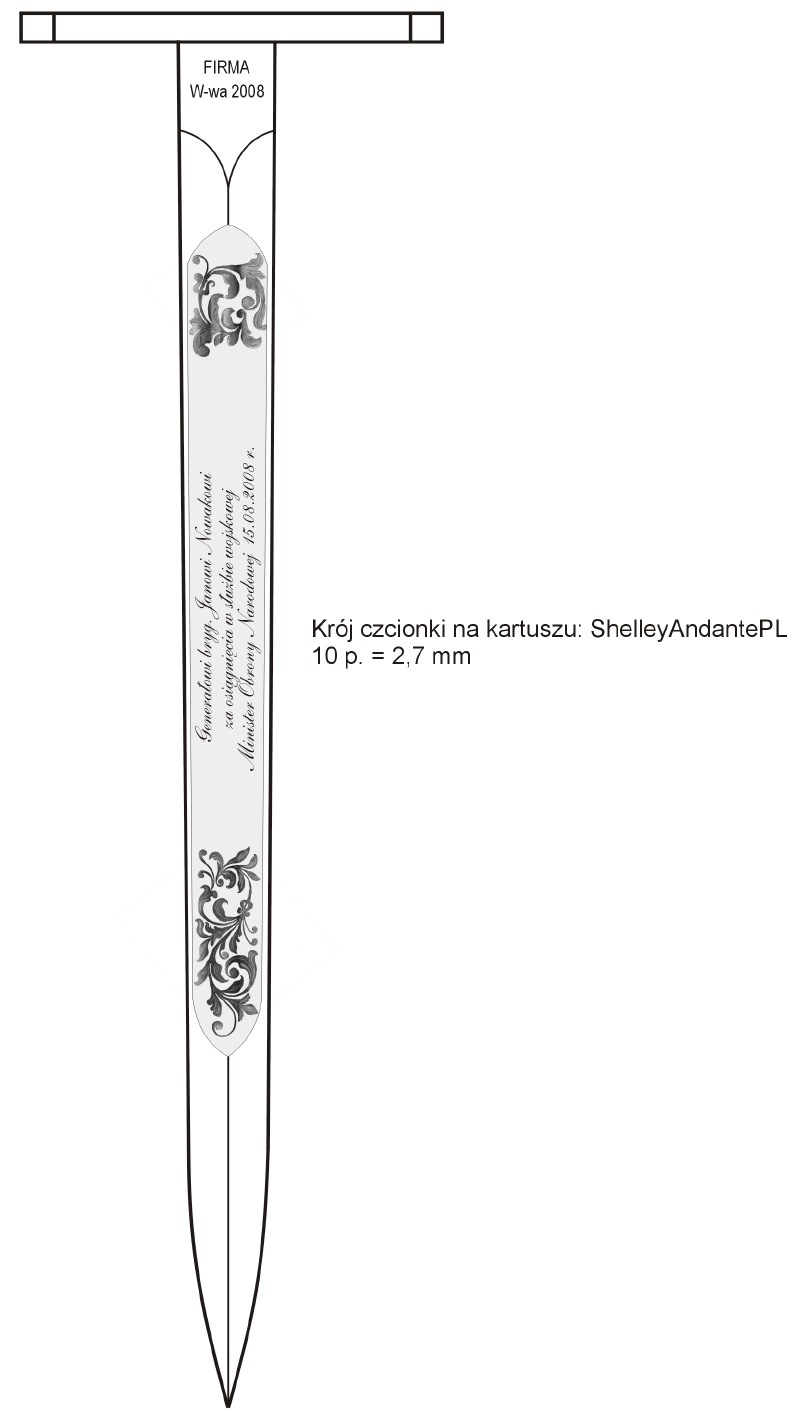 FIRMA
W-wa 2008
Generałowi bryg. Janowi Nowakowi
za osiągnięcia w służbie wojskowej
Minister Obrony Narodowej 15.08.2008 r.
Krój czcionki na kartuszu: ShelleyAndantePL
10 p. = 2,7 mm